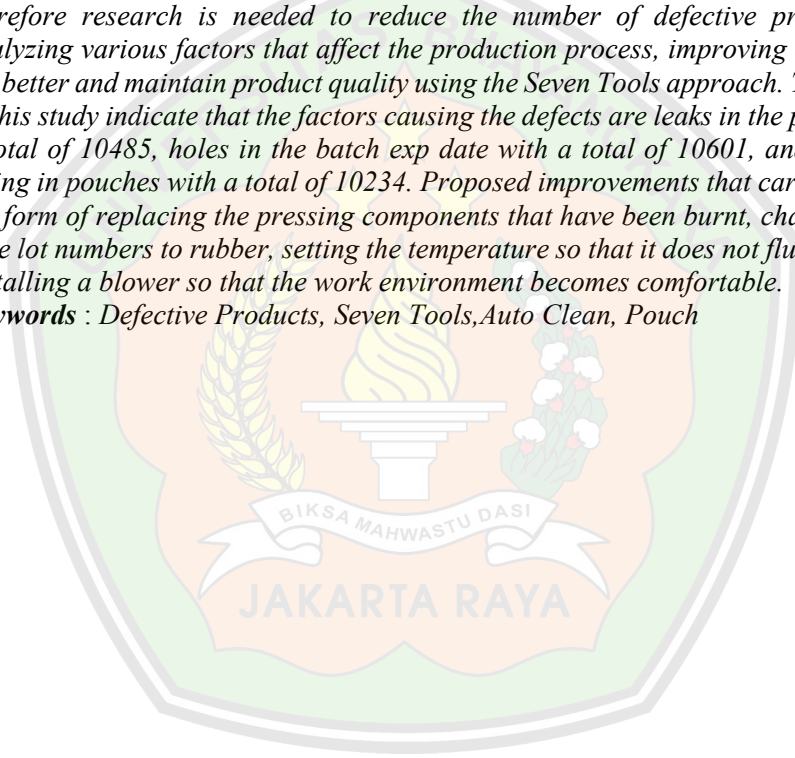 refore research is needed to reduce the number of defective pr
lyzing various factors that affect the production process, improving
better and maintain product quality using the Seven Tools approach. T
his study indicate that the factors causing the defects are leaks in the p
otal of 10485, holes in the batch exp date with a total of 10601, an
ing in pouches with a total of 10234. Proposed improvements that car
form of replacing the pressing components that have been burnt, cha
e lot numbers to rubber, setting the temperature so that it does not flu
talling a blower so that the work environment becomes comfortable.
ywords : Defective Products, Seven Tools,Auto Clean, Pouch
UNIVERSITAS BHAYANGKARA
BIKSA MAHWASTU DASI
JAKARTA RAYA